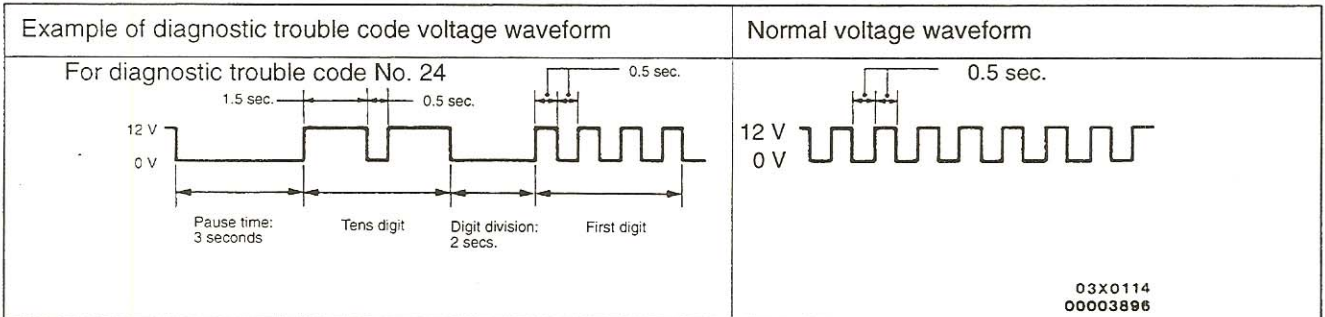 Example of diagnostic trouble code voltage waveform
Normal voltage waveform
For diagnostic trouble code No. 24
0.5 sec.
1.5 sec.
0.5 sec.
12 V
0 V
Pause time:
3 seconds
Tens digit
Digit division:
2 secs.
First digit
0.5 sec.
12 V
0 V
03X0114
00003896